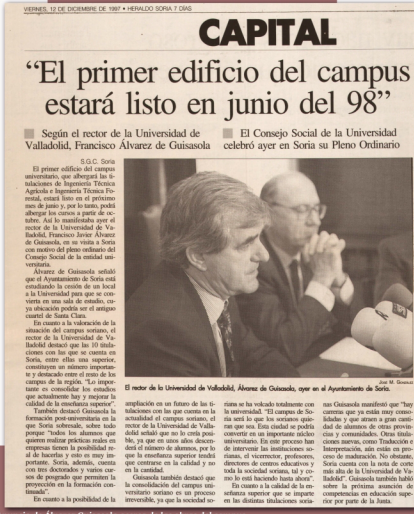 VIERNES, 12 DE DICIEMBRE DE 1997 • HERALDO SORIA 7 DÍAS
CAPITAL
“El primer edificio del campus
estará listo en junio del 98”
Según el rector de la Universidad de
Valladolid, Francisco Álvarez de Guisasola
El Consejo Social de la Universidad
celebró ayer en Soria su Pleno Ordinario
S.G.C. Soria
El primer edificio del campus
universitario, que albergará las ti-
tulaciones de Ingeniería Técnica
Agrícola e Ingeniería Técnica Fo-
restal, estará listo en el próximo
mes de junio y, por lo tanto, podrá
albergar los cursos a partir de oc-
tubre. Así lo manifestaba ayer el
rector de la Universidad de Va-
lladolid, Francisco Javier Álvarez
de Guisasola, en su visita a Soria
con motivo del pleno ordinario del
Consejo Social de la entidad uni-
versitaria.
Álvarez de Guisasola señaló
que el Ayuntamiento de Soria está
estudiando la cesión de un local
a la Universidad para que se con-
vierta en una sala de estudio, cu-
ya ubicación podría ser el antiguo
cuartel de Santa Clara.
En cuanto a la valoración de la
situación del campus soriano, el
rector de la Universidad de Va-
lladolid destacó que las 10 titula-
ciones con las que se cuenta en
Soria, entre ellas una superior,
constituyen un número importan-
te y destacado entre el resto de los
campus de la región. “Lo impor-
tante es consolidar los estudios
que actualmente hay y mejorar la
calidad de la enseñanza superior”.
También destacó Guisasola la
formación post-universitaria en la
que Soria sobresale, sobre todo
porque “todos los alumnos que
quieren realizar prácticas reales en
empresas tienen la posibilidad re-
al de hacerlas y esto es muy im-
portante. Soria, además, cuenta
con tres doctorados y varios cur-
sos de posgrado que permiten la
proyección en la formación con-
tinuada”.
En cuanto a la posibilidad de la
El rector de la Universidad de Valladolid, Álvarez de Guisasola, ayer en el Ayuntamiento de Soria.
ampliación en un futuro de las ti-
tulaciones con las que cuenta en la
actualidad el campus soriano, el
rector de la Universidad de Valla-
dolid señaló que no lo creía posi-
ble, ya que en unos años descen-
derá el número de alumnos, por lo
que la enseñanza superior tendrá
que centrarse en la calidad y no
en la cantidad.
Guisasola también destacó que
la consolidación del campus uni-
versitario soriano es un proceso
irreversible, ya que la sociedad so-
riana se ha volcado totalmente con
la universidad. “El campus de So-
ria será lo que los sorianos quie-
ran que sea. Esta ciudad se podría
convertir en un importante núcleo
universitario. En este proceso han
de intervenir las instituciones so-
rianas, el vicerrector, profesores,
directores de centros educativos y
toda la sociedad soriana, tal y co-
mo lo está haciendo hasta ahora”.
En cuanto a la calidad de la en-
señanza superior que se imparte
en las distintas titulaciones soria-
nas Guisasola manifestó que “hay
carreras que ya están muy conso-
lidadas y que atraen a gran canti-
dad de alumnos de otras provin-
cias y comunidades. Otras titula-
ciones nuevas, como Traducción e
Interpretación, aún están en pro-
ceso de maduración. No obstante,
Soria cuenta con la nota de corte
más alta de la Universidad de Va-
lladolid”. Guisasola también habló
de la próxima asunción de
competencias en educación supe-
rior por parte de la Junta.